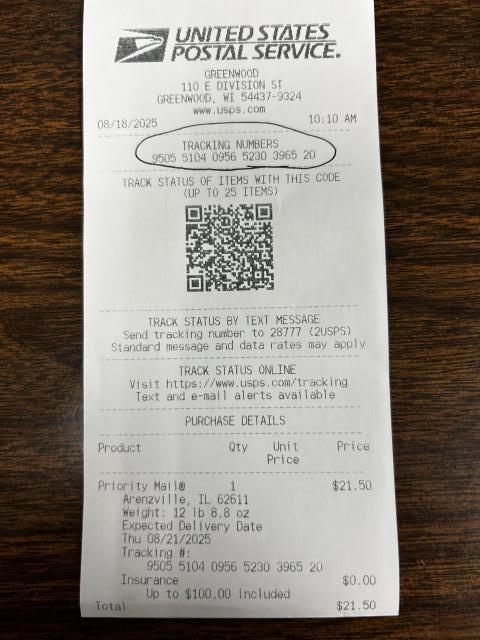 UNITED STATES
POSTAL SERVICE.
GREENWOOD
110 E DIVISION ST
GREENWOOD, WI 54437-9324
www.usps.com
08/18/2025 10:10 AM
TRACKING NUMBERS
9505 5104 0956 5230 3965 20
TRACK STATUS OF ITEMS WITH THIS CODE
(UP TO 25 ITEMS)
TRACK STATUS BY TEXT MESSAGE
Send tracking number to 28777 (2USPS)
Standard message and data rates may apply
TRACK STATUS ONLINE
Visit https://www.usps.com/tracking
Text and e-mail alerts available
PURCHASE DETAILS
Product Qty Unit Price
Price
Priority Mail® 1 $21.50
Arenzville, IL 62611
Weight: 12 lb 8.8 oz
Expected Delivery Date
Thu 08/21/2025
Tracking #:
9505 5104 0956 5230 3965 20
Insurance $0.00
Up to $100.00 included
Total $21.50